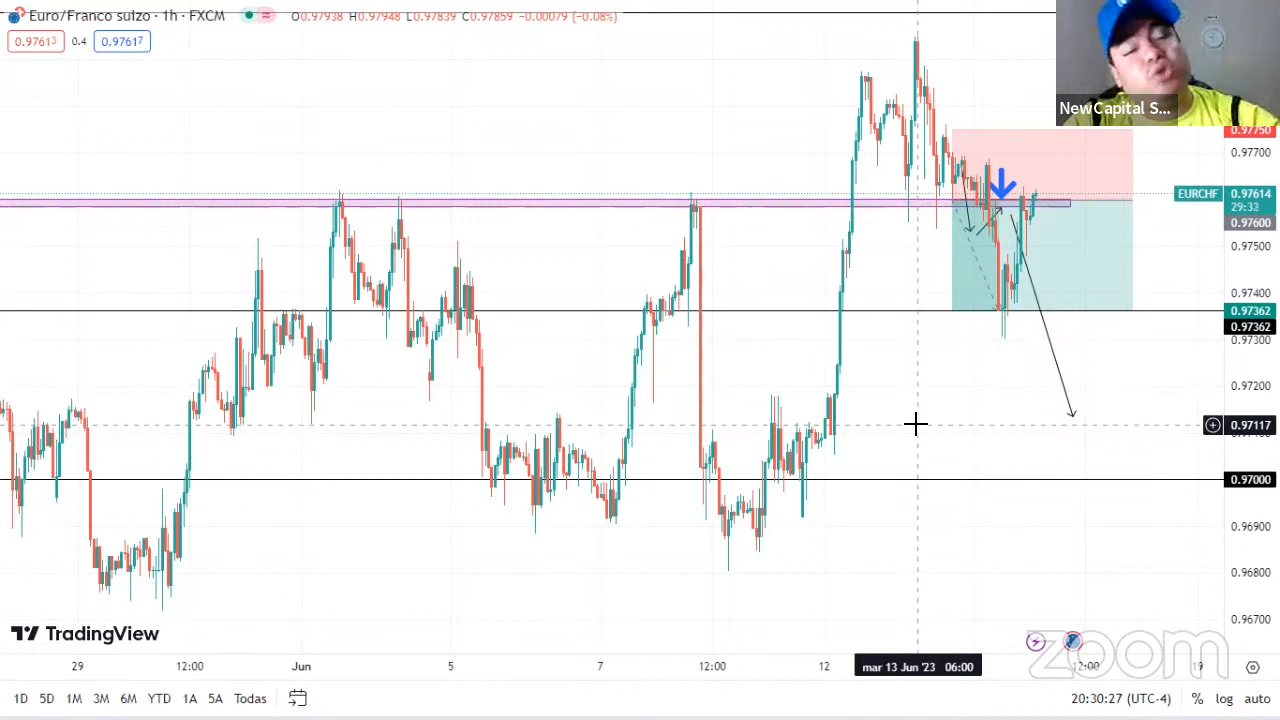 Euro/Franco suizo · 1h · FXCM O0.97938 H0.97948 L0.97839 C0.97859 −0.00079 (−0.08%)
0.97613 0.4 0.97617
NewCapital S...
0.97750
0.97700
EURCHF 0.97614
29:32
0.97600
0.97500
0.97400
0.97362
0.97362
0.97300
0.97200
0.97117
0.97000
0.96900
0.96800
0.96700
TradingView
zoom
29 12:00 Jun 5 7 12:00 12 mar 13 Jun '23 06:00 12:00 19
1D 5D 1M 3M 6M YTD 1A 5A Todas 20:30:27 (UTC-4) % log auto